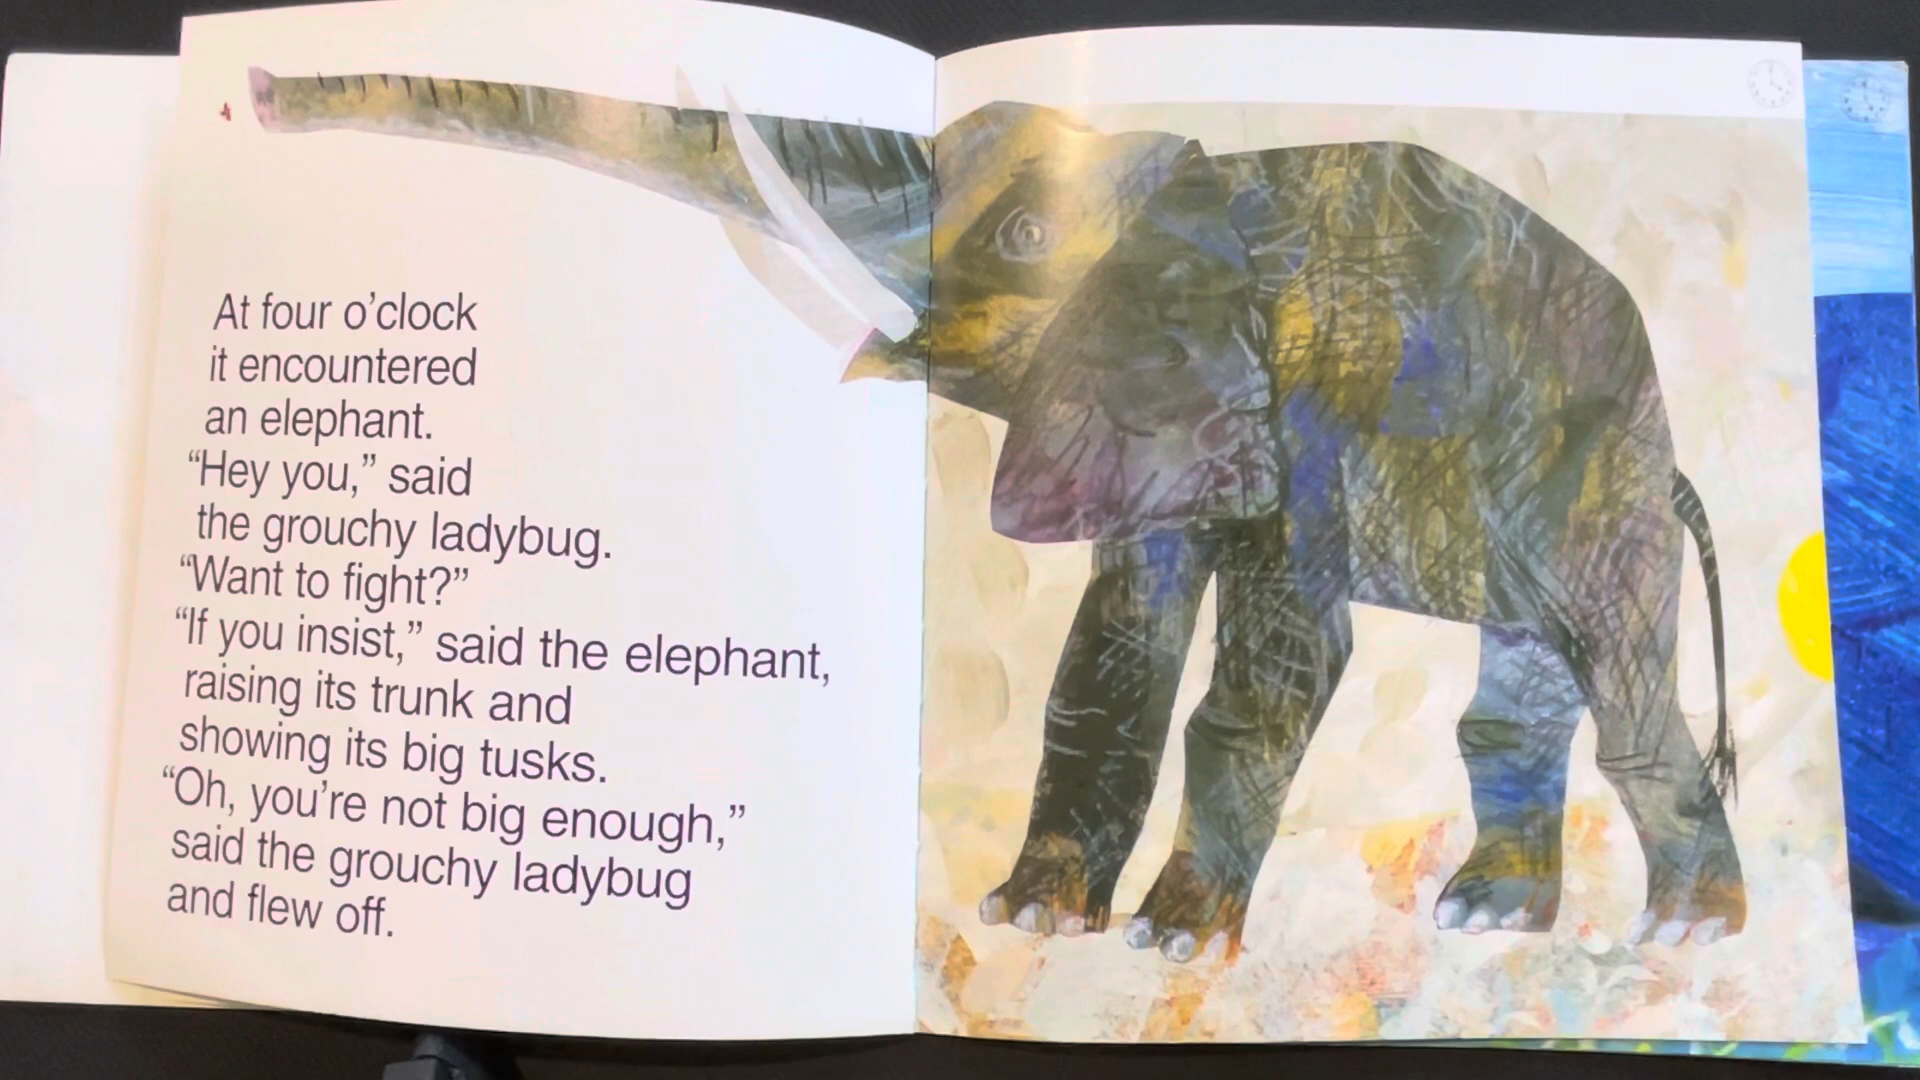 At four o’clock
it encountered
an elephant.
“Hey you,” said
the grouchy ladybug.
“Want to fight?”
“If you insist,” said the elephant,
raising its trunk and
showing its big tusks.
“Oh, you’re not big enough,”
said the grouchy ladybug
and flew off.